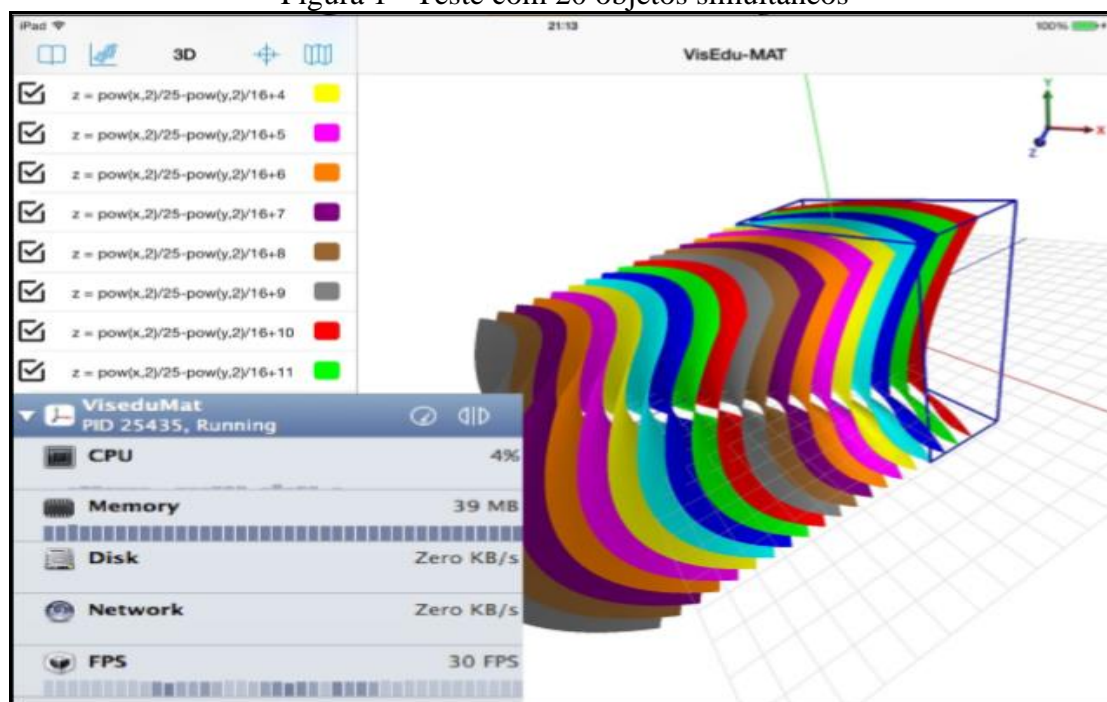 Figura 1 - Teste com 20 objetos simultâneos
iPad
21:13
100%
3D
VisEdu-MAT
z = pow(x,2)/25-pow(y,2)/16+4
z = pow(x,2)/25-pow(y,2)/16+5
z = pow(x,2)/25-pow(y,2)/16+6
z = pow(x,2)/25-pow(y,2)/16+7
z = pow(x,2)/25-pow(y,2)/16+8
z = pow(x,2)/25-pow(y,2)/16+9
z = pow(x,2)/25-pow(y,2)/16+10
z = pow(x,2)/25-pow(y,2)/16+11
Y
X
Z
ViseduMat
PID 25435, Running
CPU 4%
Memory 39 MB
Disk Zero KB/s
Network Zero KB/s
FPS 30 FPS